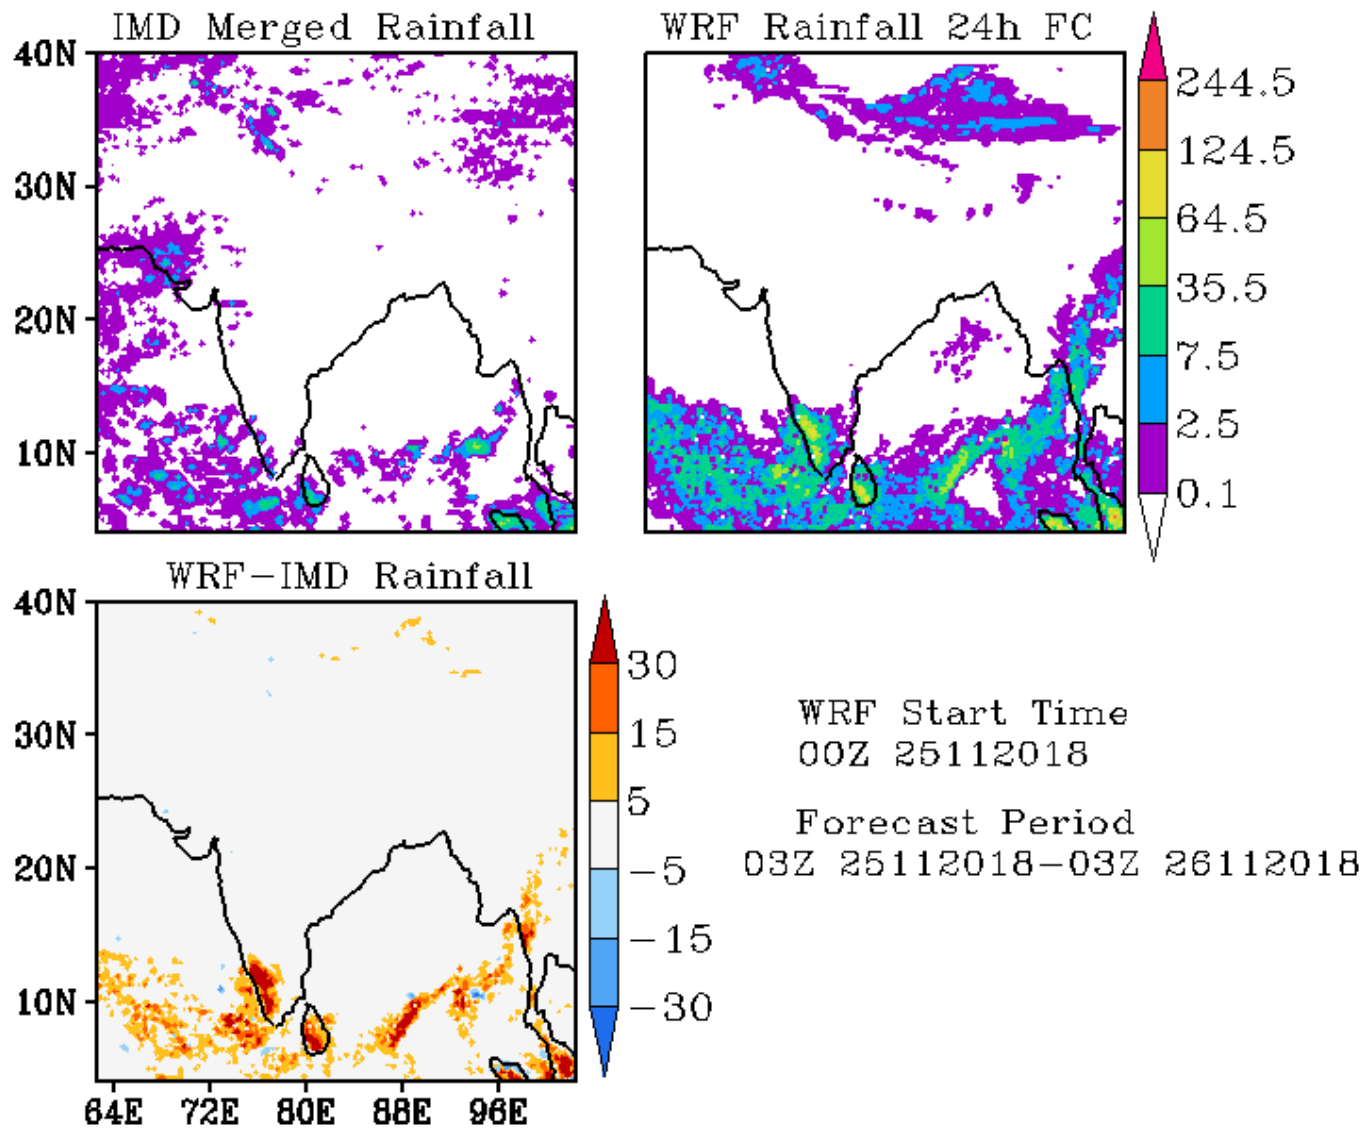 IMD Merged Rainfall
WRF Rainfall 24h FC
40N
30N
20N
10N
244.5
124.5
64.5
35.5
7.5
2.5
0.1
WRF-IMD Rainfall
40N
30N
20N
10N
64E 72E 80E 88E 96E
30
15
5
-5
-15
-30
WRF Start Time
00Z 25112018
Forecast Period
03Z 25112018-03Z 26112018